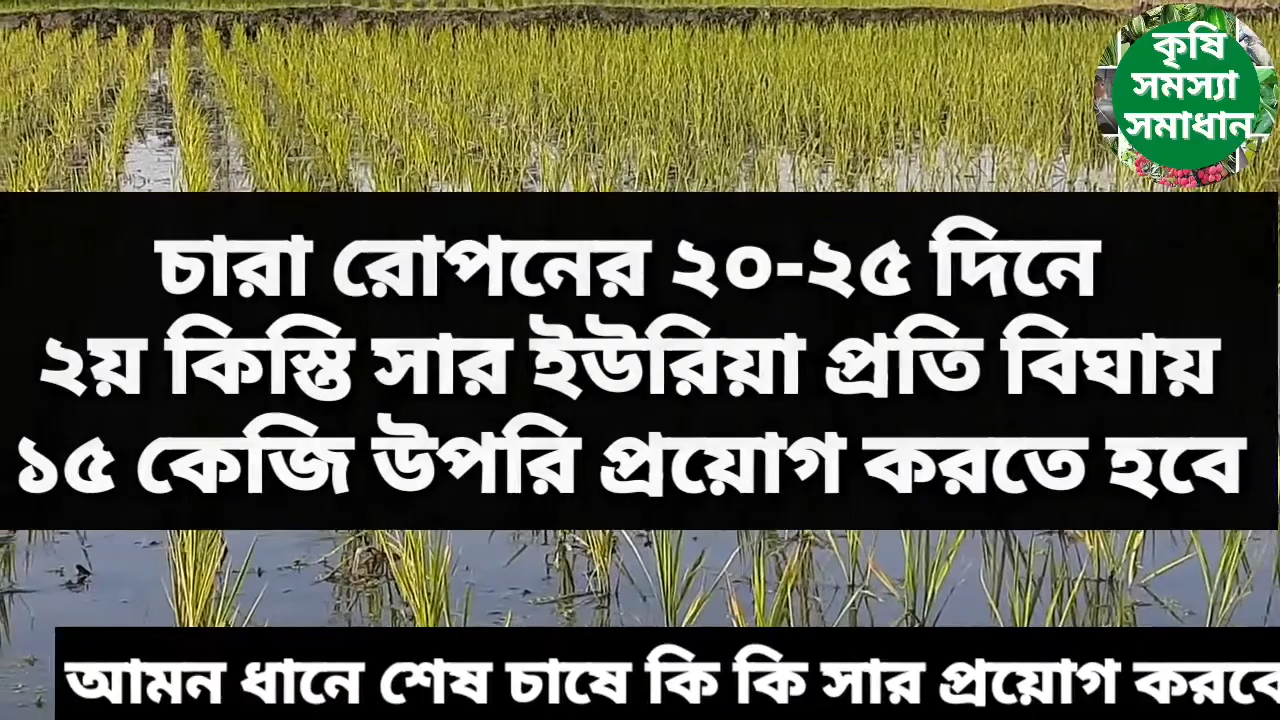 কৃষি
সমস্যা
সমাধান
চারা রোপনের ২০-২৫ দিনে
২য় কিস্তি সার ইউরিয়া প্রতি বিঘায়
১৫ কেজি উপরি প্রয়োগ করতে হবে
আমন ধানে শেষ চাষে কি কি সার প্রয়োগ করবে